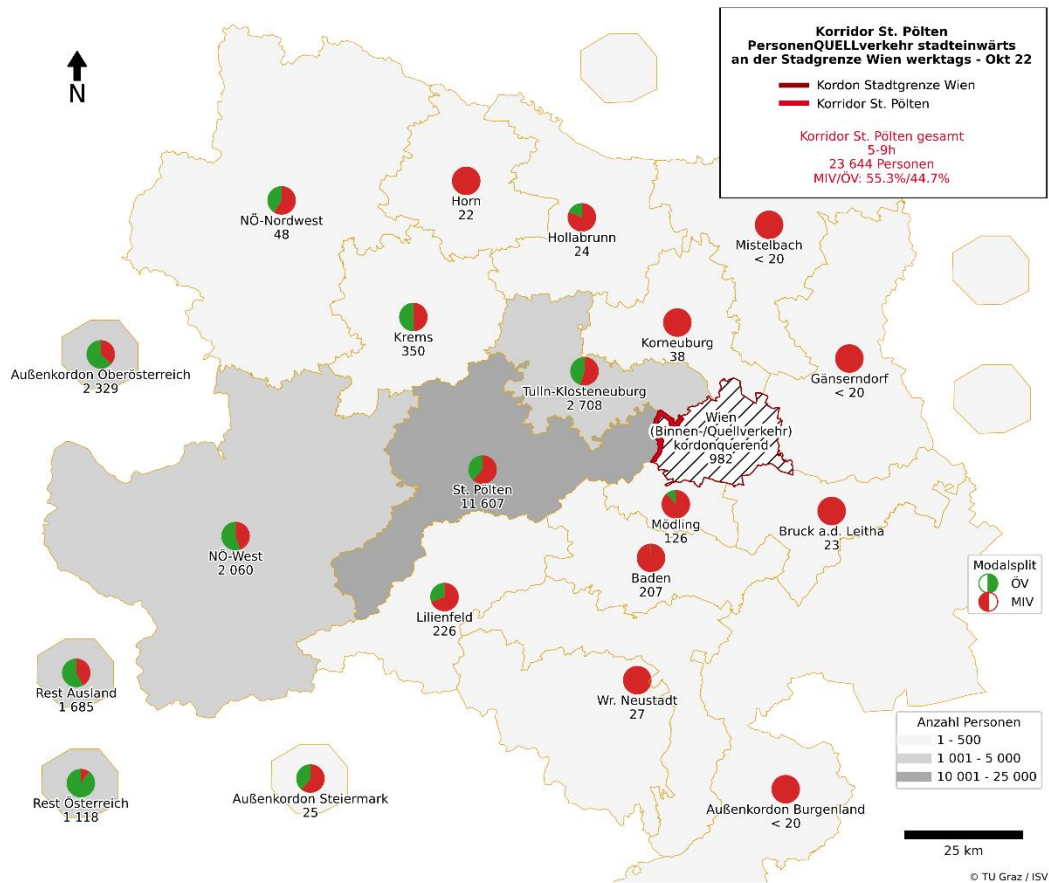 Korridor St. Pölten
PersonenQUELLverkehr stadteinwärts
an der Stadgrenze Wien werktags - Okt 22
Kordon Stadtgrenze Wien
Korridor St. Pölten
Korridor St. Pölten gesamt
5-9h
23 644 Personen
MIV/ÖV: 55.3%/44.7%
N
NÖ-Nordwest
48
Horn
22
Hollabrunn
24
Mistelbach
< 20
Krems
350
Korneuburg
38
Außenkordon Oberösterreich
2 329
Tulln-Klosteneuburg
2 708
Gänserndorf
< 20
Wien
(Binnen-/Quellverkehr)
kordonquerend
982
St. Pölten
11 607
Mödling
126
Bruck a.d. Leitha
23
NÖ-West
2 060
Baden
207
Modalsplit
ÖV
MIV
Lilienfeld
226
Rest Ausland
1 685
Wr. Neustadt
27
Anzahl Personen
1 - 500
1 001 - 5 000
10 001 - 25 000
Rest Österreich
1 118
Außenkordon Steiermark
25
Außenkordon Burgenland
< 20
25 km
© TU Graz / ISV